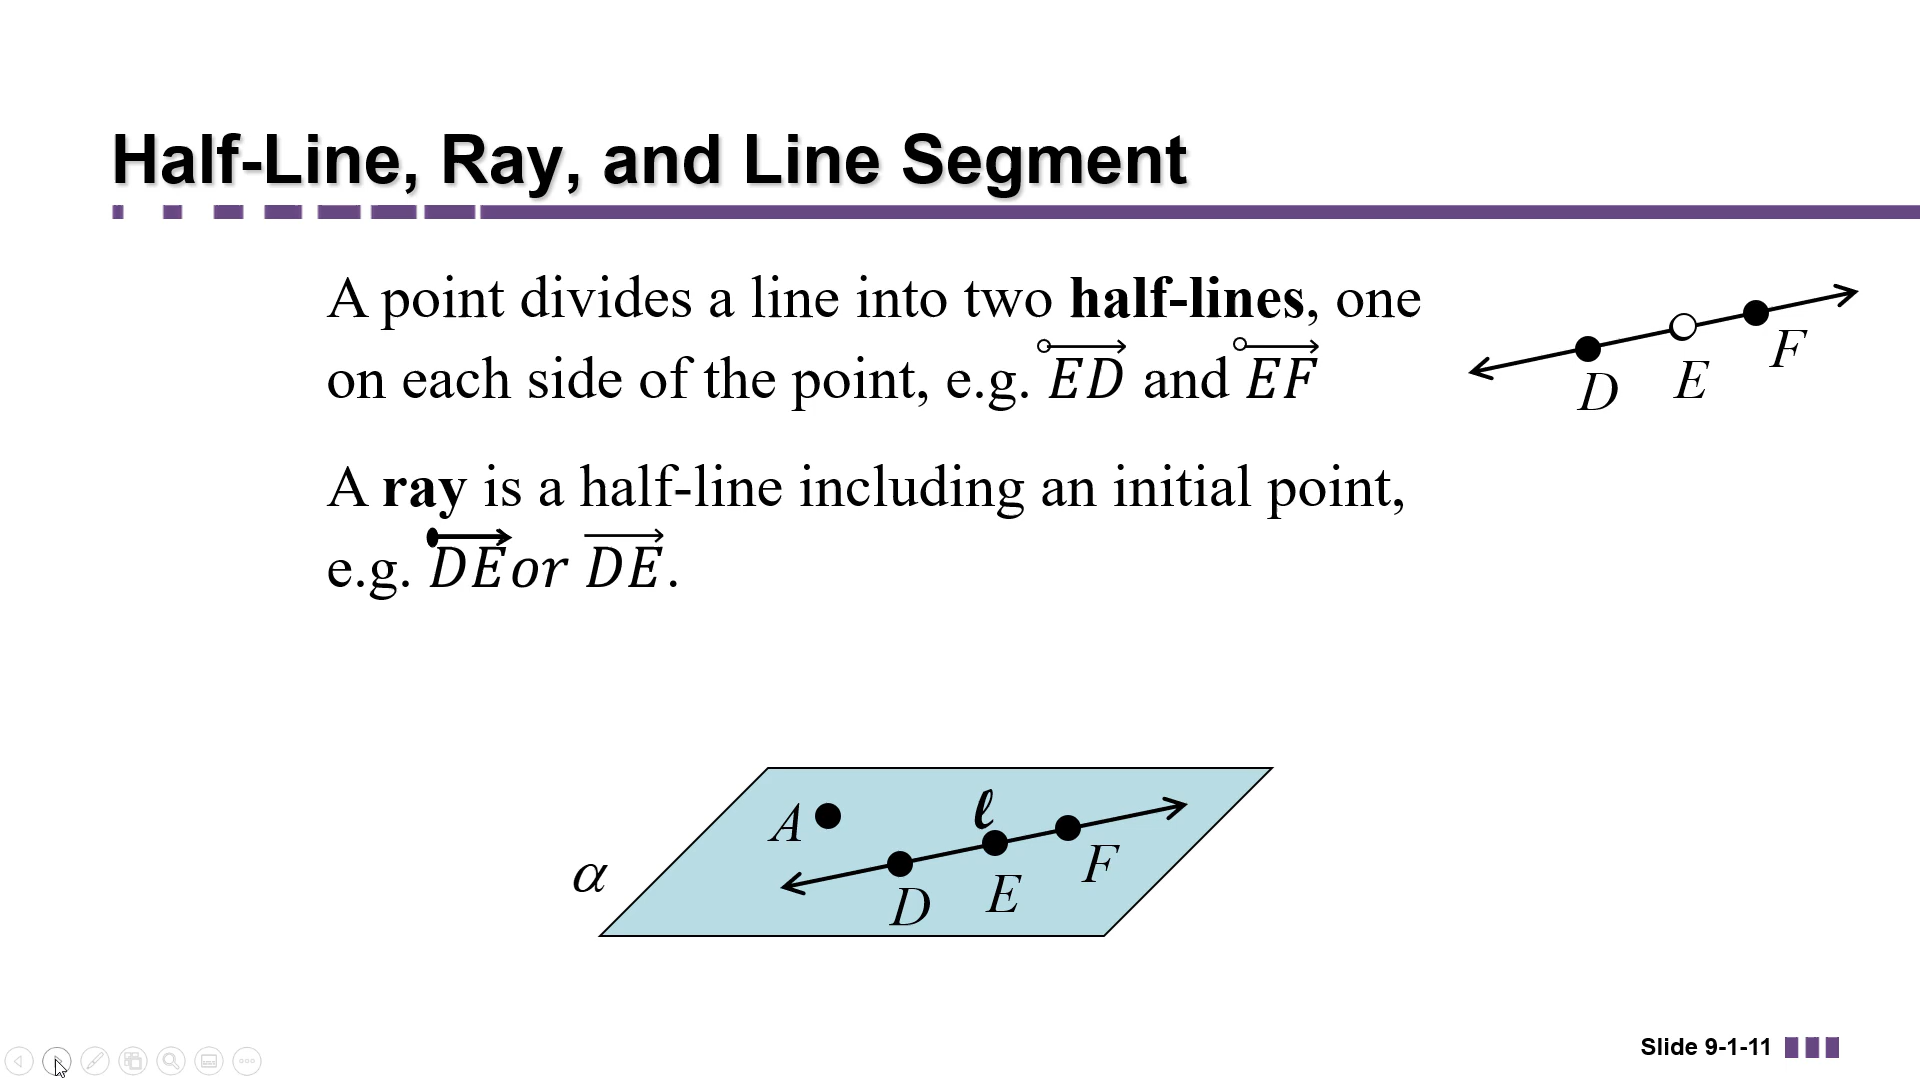 Half-Line, Ray, and Line Segment
A point divides a line into two half-lines, one
on each side of the point, e.g. ED and EF
D E F
A ray is a half-line including an initial point,
e.g. DE or DE.
A ℓ
α D E F
Slide 9-1-11